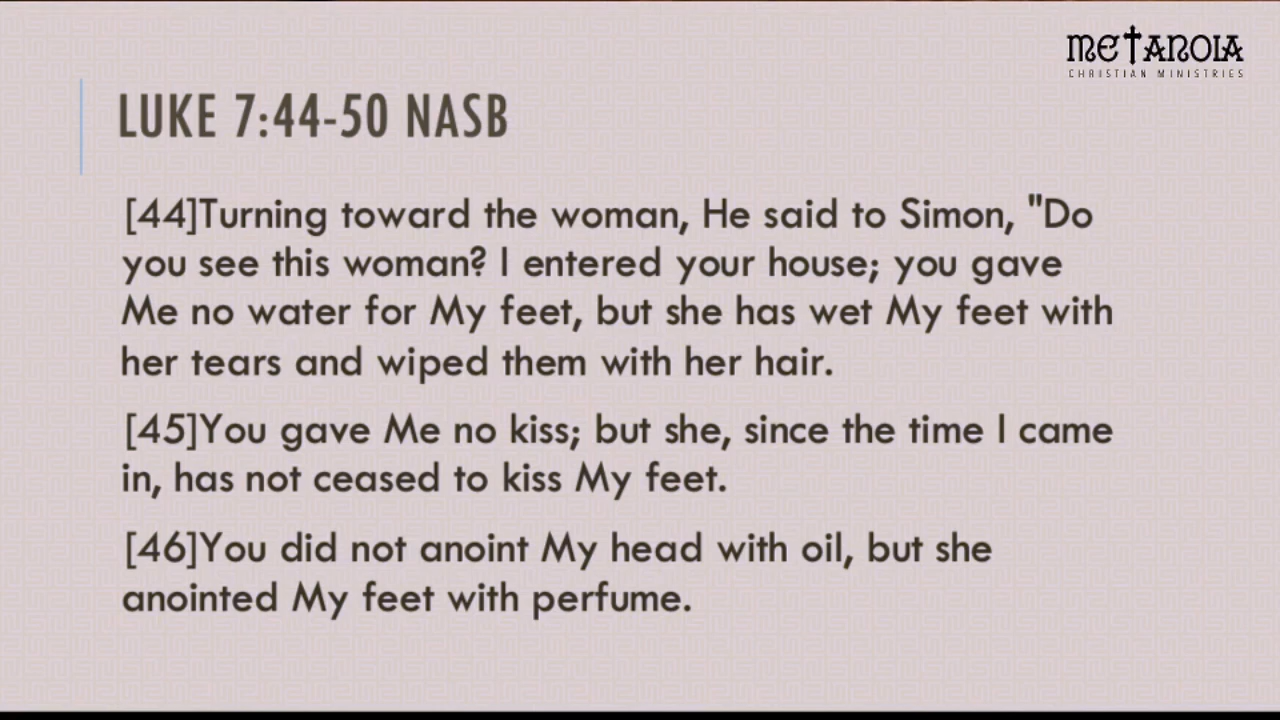 METANOIA
CHRISTIAN MINISTRIES
LUKE 7:44-50 NASB
[44]Turning toward the woman, He said to Simon, "Do
you see this woman? I entered your house; you gave
Me no water for My feet, but she has wet My feet with
her tears and wiped them with her hair.
[45]You gave Me no kiss; but she, since the time I came
in, has not ceased to kiss My feet.
[46]You did not anoint My head with oil, but she
anointed My feet with perfume.